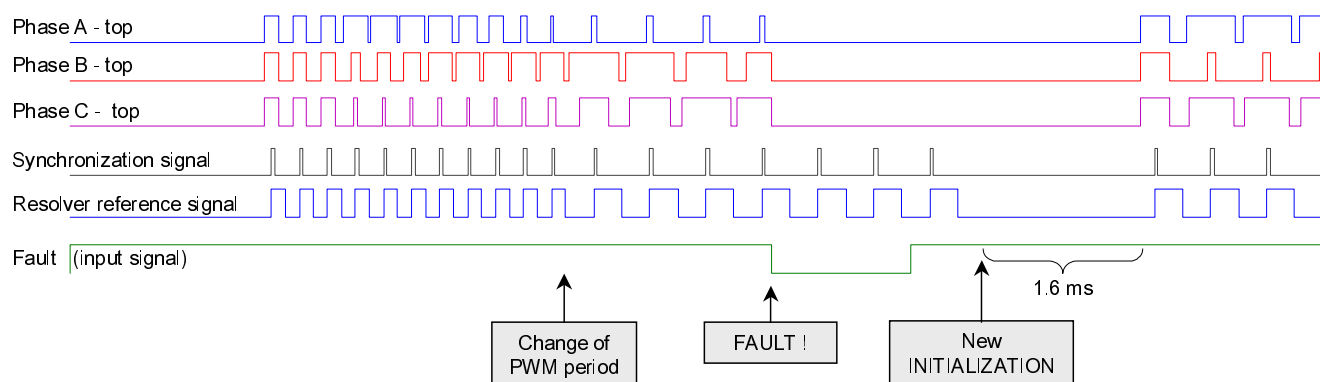 Phase A - top
Phase B - top
Phase C - top
Synchronization signal
Resolver reference signal
Fault (input signal)
1.6 ms
Change of
PWM period
FAULT !
New
INITIALIZATION